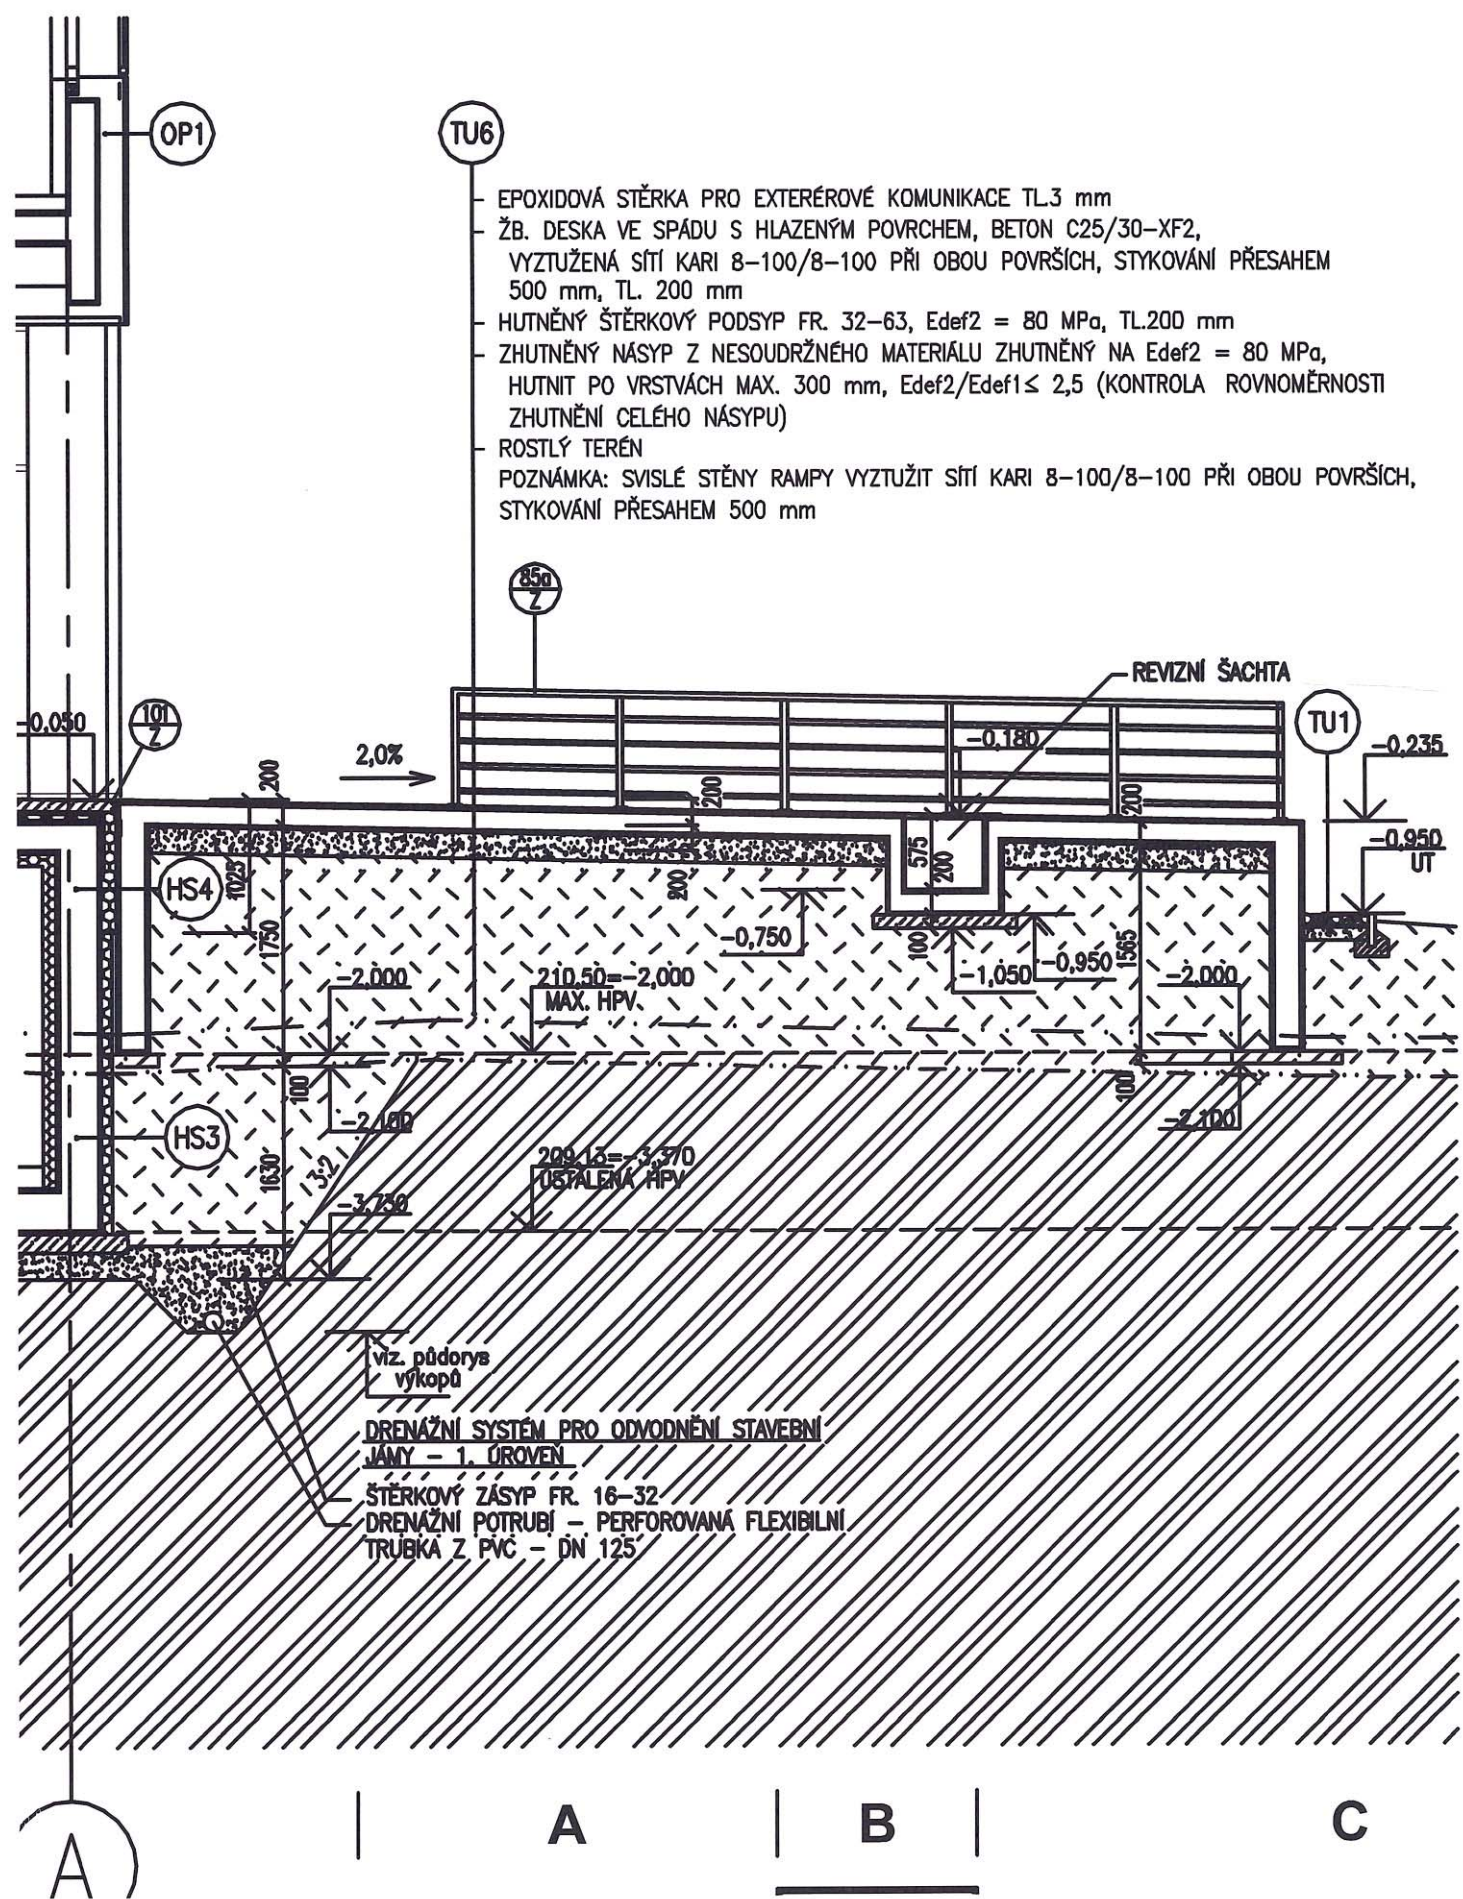 OP1
TU6
EPOXIDOVÁ STĚRKA PRO EXTERÉROVÉ KOMUNIKACE TL.3 mm
ŽB. DESKA VE SPÁDU S HLAZENÝM POVRCHEM, BETON C25/30-XF2,
VYZTUŽENÁ SÍTÍ KARI 8-100/8-100 PŘI OBOU POVRŠÍCH, STYKOVÁNÍ PŘESAHEM
500 mm, TL. 200 mm
HUTNĚNÝ ŠTĚRKOVÝ PODSYP FR. 32-63, Edef2 = 80 MPa, TL.200 mm
ZHUTNĚNÝ NÁSYP Z NESOUDRŽNÉHO MATERIÁLU ZHUTNĚNÝ NA Edef2 = 80 MPa,
HUTNIT PO VRSTVÁCH MAX. 300 mm, Edef2/Edef1≤ 2,5 (KONTROLA ROVNOMĚRNOSTI
ZHUTNĚNÍ CELÉHO NÁSYPU)
ROSTLÝ TERÉN
POZNÁMKA: SVISLÉ STĚNY RAMPY VYZTUŽIT SÍTÍ KARI 8-100/8-100 PŘI OBOU POVRŠÍCH,
STYKOVÁNÍ PŘESAHEM 500 mm
85a
Z
REVIZNÍ ŠACHTA
-0,050
101
Z
TU1
2,0%
-0,180
-0,235
200
200
200
-0,950
UT
575
200
HS4
1025
200
1750
-0,750
100
-1,050
-0,950
1565
-2,000
210,50=-2,000
MAX. HPV.
-2,000
100
100
-2,100
-2,100
HS3
1630
3:2
209,13=-3,370
USTÁLENÁ HPV
-3,730
viz. půdorys
výkopů
DRENÁŽNÍ SYSTÉM PRO ODVODNĚNÍ STAVEBNÍ
JÁMY - 1. ÚROVEŇ
ŠTĚRKOVÝ ZÁSYP FR. 16-32
DRENÁŽNÍ POTRUBÍ - PERFOROVANÁ FLEXIBILNÍ
TRUBKA Z PVC - DN 125
A
A
B
C